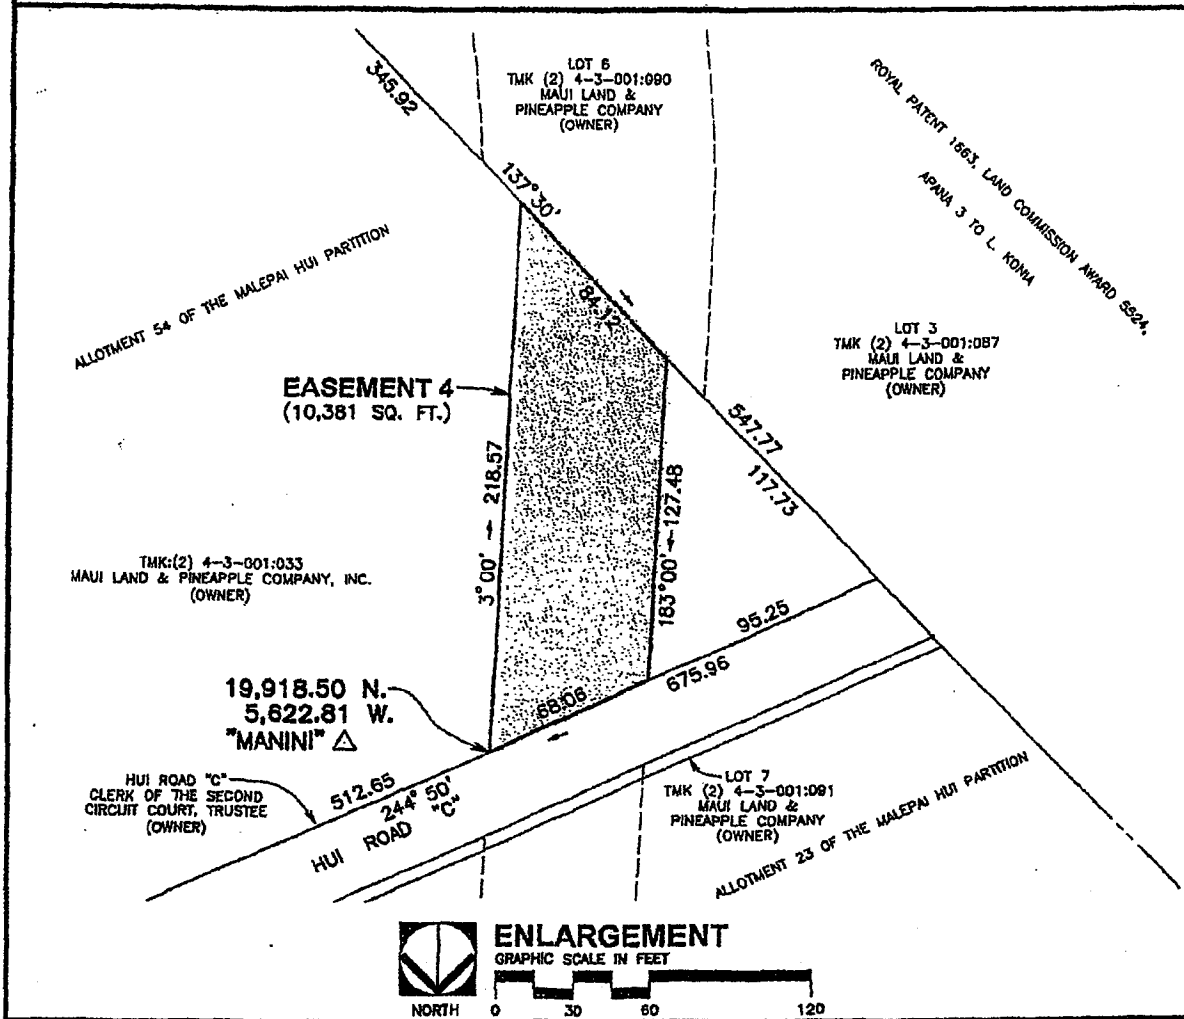 345.92
LOT 6
TMK (2) 4-3-001:090
MAUI LAND &
PINEAPPLE COMPANY
(OWNER)
ROYAL PATENT 1663, LAND COMMISSION AWARD 5524,
APANA 3 TO L. KONIA
137° 30'
ALLOTMENT 54 OF THE MALEPAI HUI PARTITION
84.12
LOT 3
TMK (2) 4-3-001:087
MAUI LAND &
PINEAPPLE COMPANY
(OWNER)
EASEMENT 4
(10,381 SQ. FT.)
547.77
117.73
3° 00' 218.57
183° 00' 127.48
TMK:(2) 4-3-001:033
MAUI LAND & PINEAPPLE COMPANY, INC.
(OWNER)
95.25
675.96
68.06
19,918.50 N.
5,622.81 W.
"MANINI" △
HUI ROAD "C"
CLERK OF THE SECOND
CIRCUIT COURT, TRUSTEE
(OWNER)
512.65
244° 50'
HUI ROAD "C"
LOT 7
TMK (2) 4-3-001:091
MAUI LAND &
PINEAPPLE COMPANY
(OWNER)
ALLOTMENT 23 OF THE MALEPAI HUI PARTITION
ENLARGEMENT
GRAPHIC SCALE IN FEET
NORTH
0 30 60 120